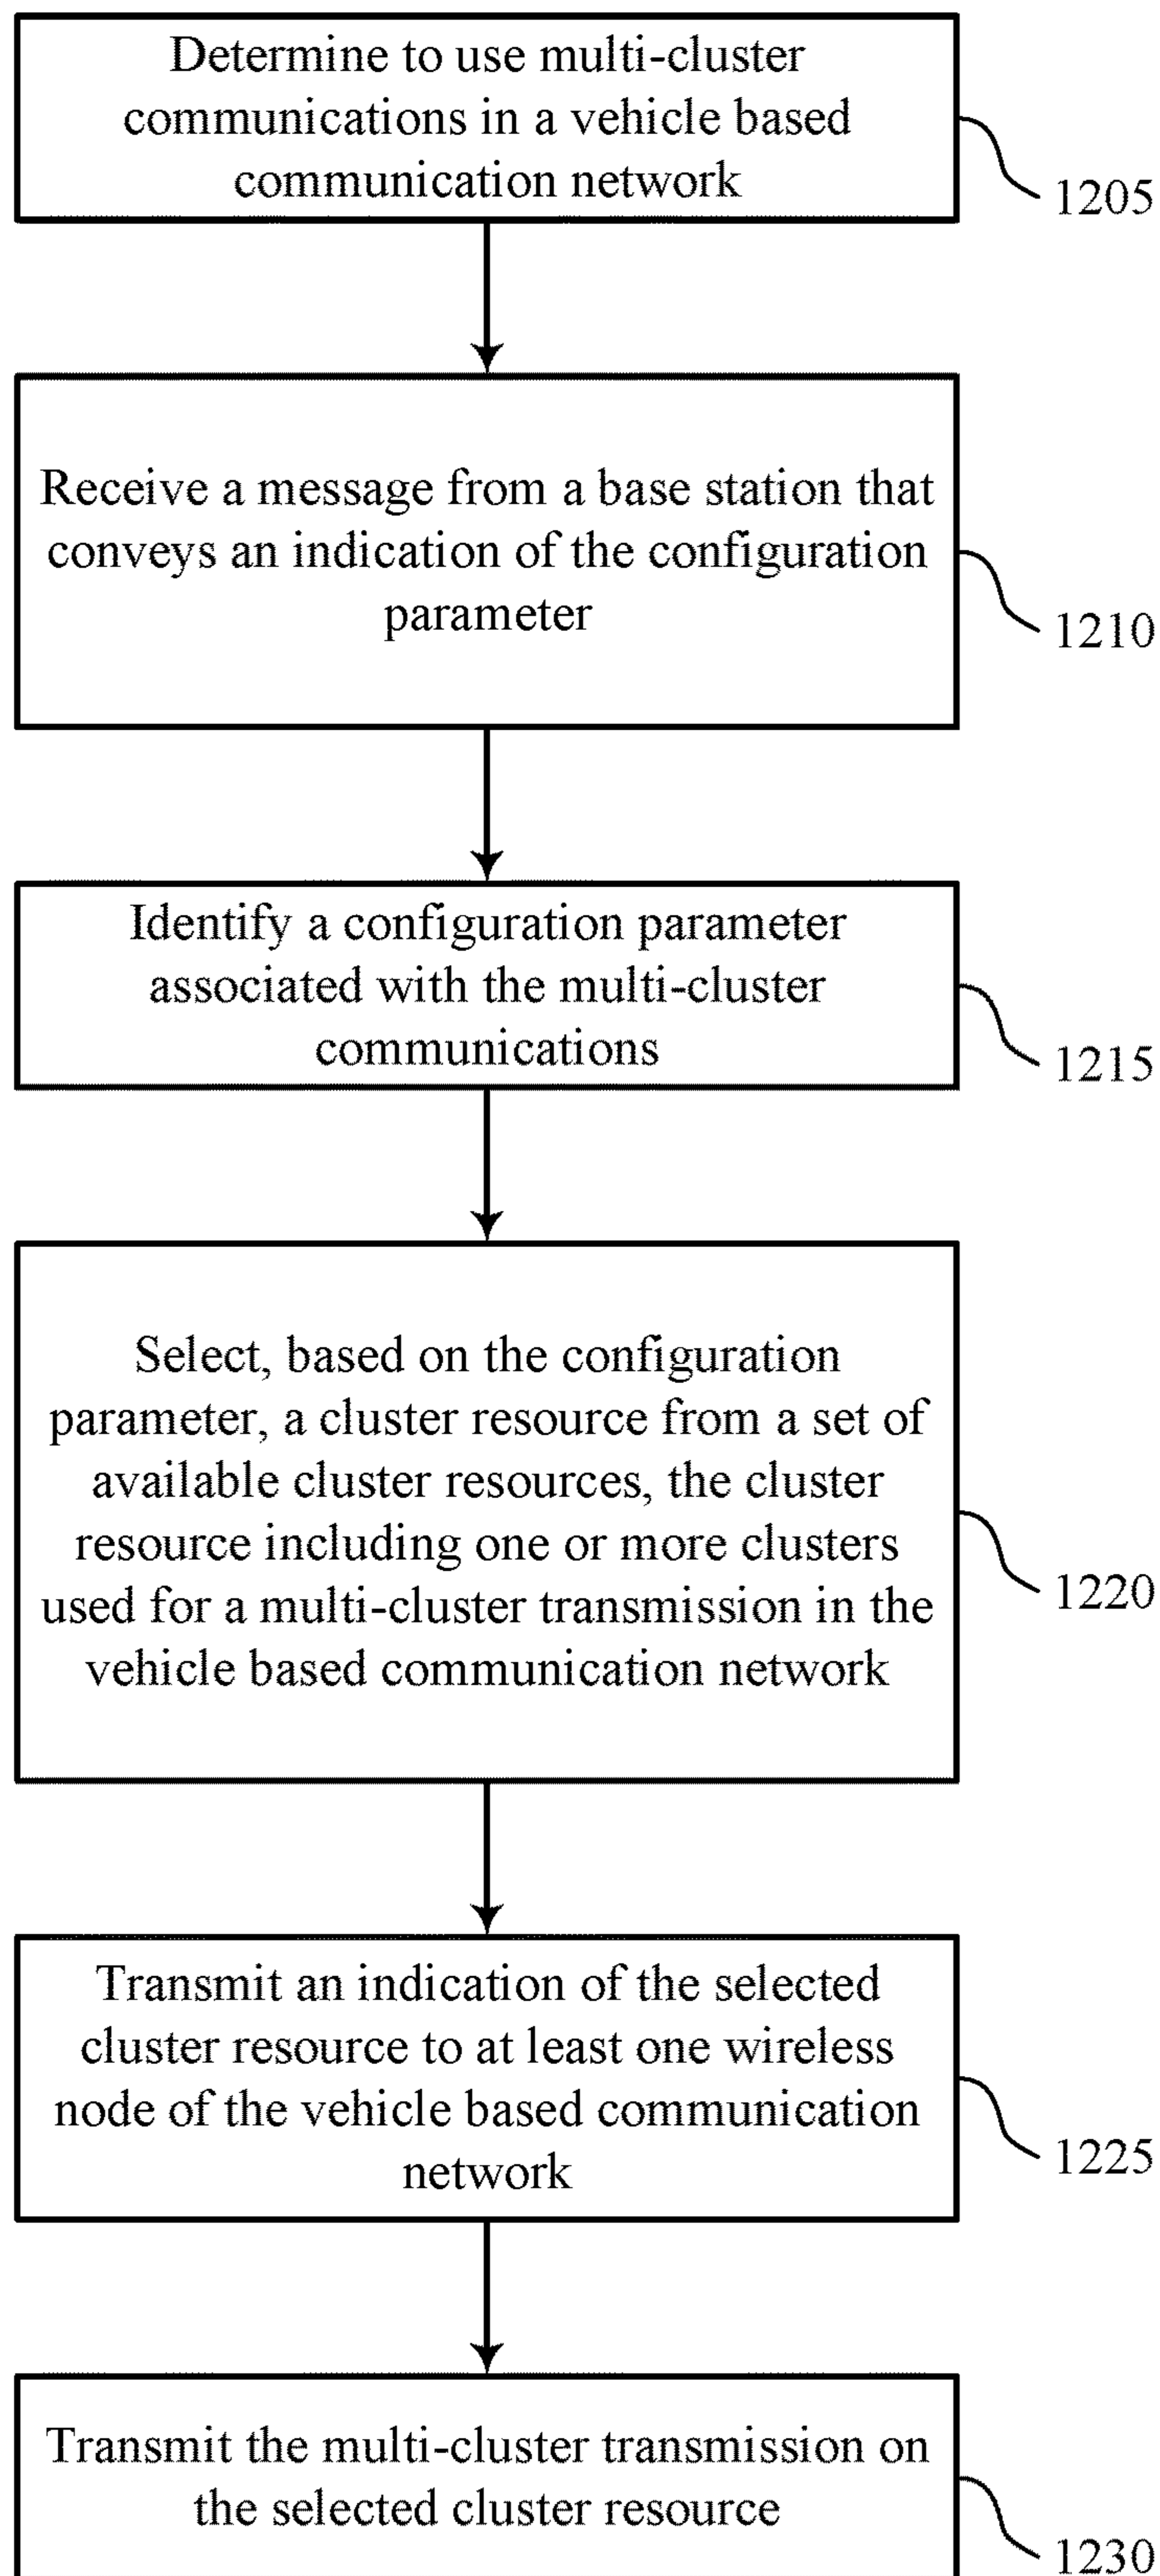 Determine to use multi-cluster
communications in a vehicle based
communication network
1205
Receive a message from a base station that
conveys an indication of the configuration
parameter
1210
Identify a configuration parameter
associated with the multi-cluster
communications
1215
Select, based on the configuration
parameter, a cluster resource from a set of
available cluster resources, the cluster
resource including one or more clusters
used for a multi-cluster transmission in the
vehicle based communication network
1220
Transmit an indication of the selected
cluster resource to at least one wireless
node of the vehicle based communication
network
1225
Transmit the multi-cluster transmission on
the selected cluster resource
1230